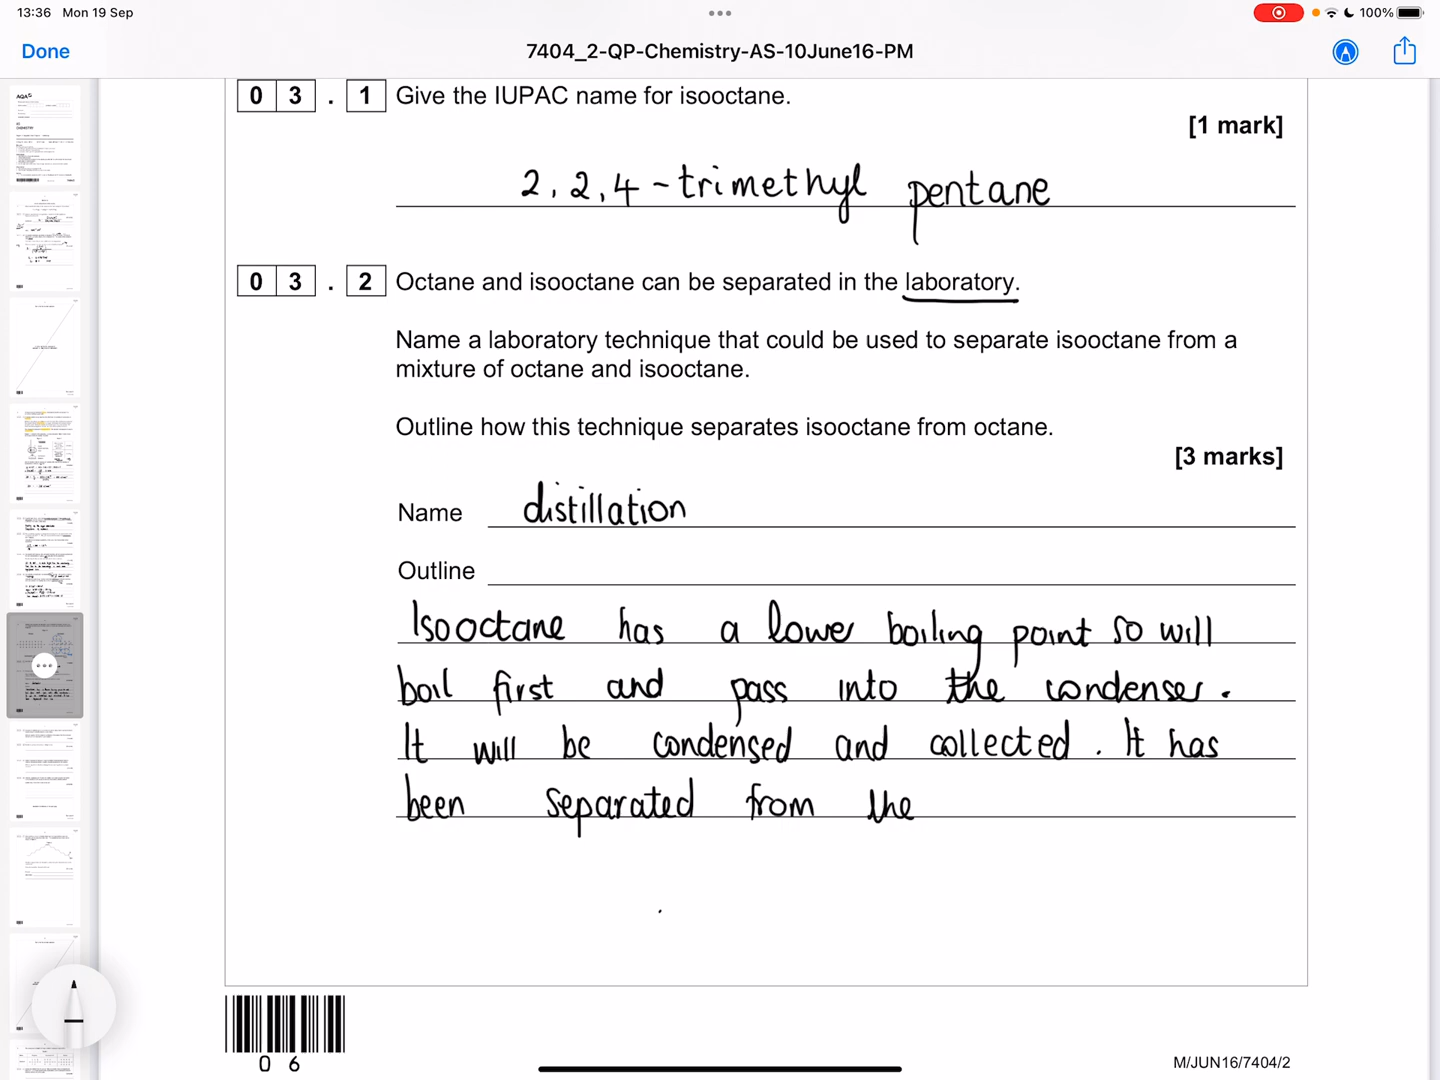 13:36 Mon 19 Sep
100%
Done
7404_2-QP-Chemistry-AS-10June16-PM
0 3 . 1 Give the IUPAC name for isooctane.
[1 mark]
2,2,4-trimethyl pentane
0 3 . 2 Octane and isooctane can be separated in the laboratory.
Name a laboratory technique that could be used to separate isooctane from a
mixture of octane and isooctane.
Outline how this technique separates isooctane from octane.
[3 marks]
Name distillation
Outline
Isooctane has a lower boiling point so will
boil first and pass into the condenser.
It will be condensed and collected. It has
been separated from the
0 6
M/JUN16/7404/2